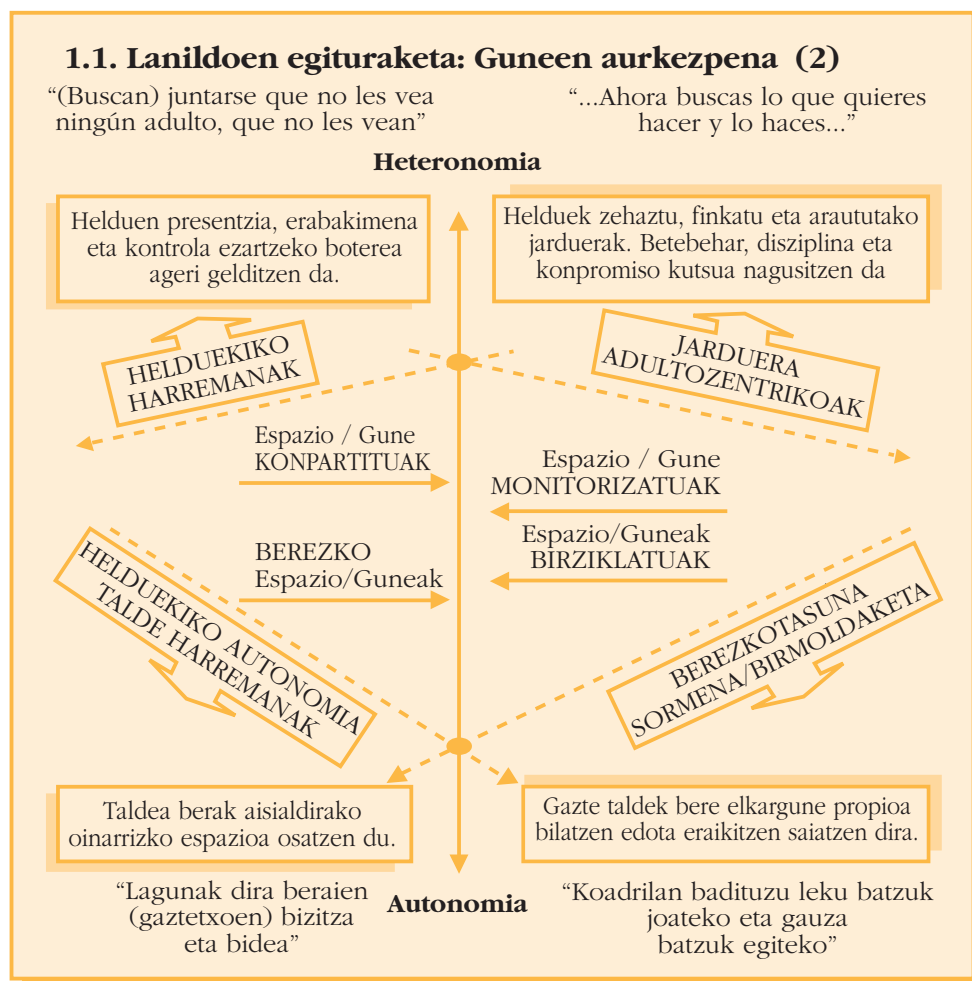 1.1. Lanildoen egituraketa: Guneen aurkezpena (2)
“(Buscan) juntarse que no les vea
ningún adulto, que no les vean”
“...Ahora buscas lo que quieres
hacer y lo haces...”
Heteronomia
Helduen presentzia, erabakimena
eta kontrola ezartzeko boterea
ageri gelditzen da.
Helduek zehaztu, finkatu eta araututako
jarduerak. Betebehar, disziplina eta
konpromiso kutsua nagusitzen da
HELDUEKIKO
HARREMANAK
JARDUERA
ADULTOZENTRIKOAK
Espazio / Gune
KONPARTITUAK
Espazio / Gune
MONITORIZATUAK
BEREZKO
Espazio/Guneak
Espazio/Guneak
BIRZIKLATUAK
HELDUEKIKO AUTONOMIA
TALDE HARREMANAK
BEREZKOTASUNA
SORMENA/BIRMOLDAKETA
Taldea berak aisialdirako
oinarrizko espazioa osatzen du.
Gazte taldek bere elkargune propioa
bilatzen edota eraikitzen saiatzen dira.
“Lagunak dira beraien
(gaztetxoen) bizitza
eta bidea”
Autonomia
“Koadrilan badituzu leku batzuk
joateko eta gauza
batzuk egiteko”